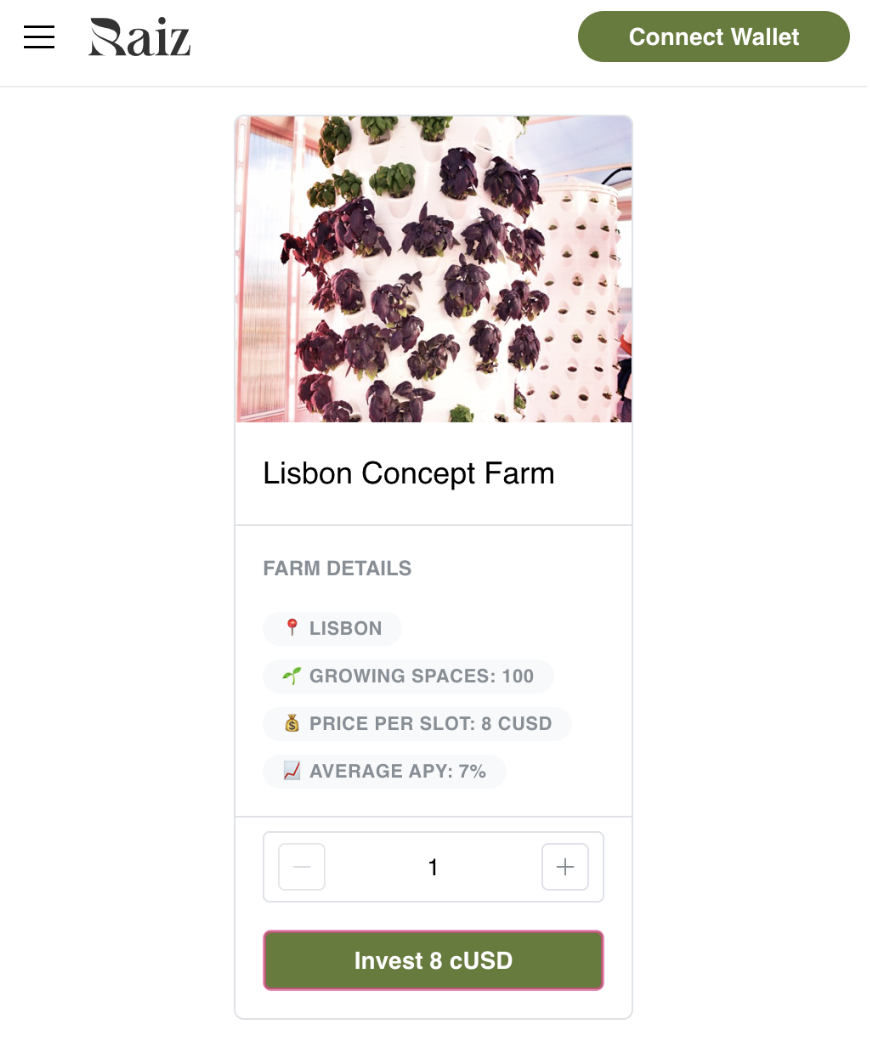 Raiz
Connect Wallet
Lisbon Concept Farm
FARM DETAILS
📍 LISBON
🌱 GROWING SPACES: 100
💰 PRICE PER SLOT: 8 CUSD
📈 AVERAGE APY: 7%
1
Invest 8 cUSD